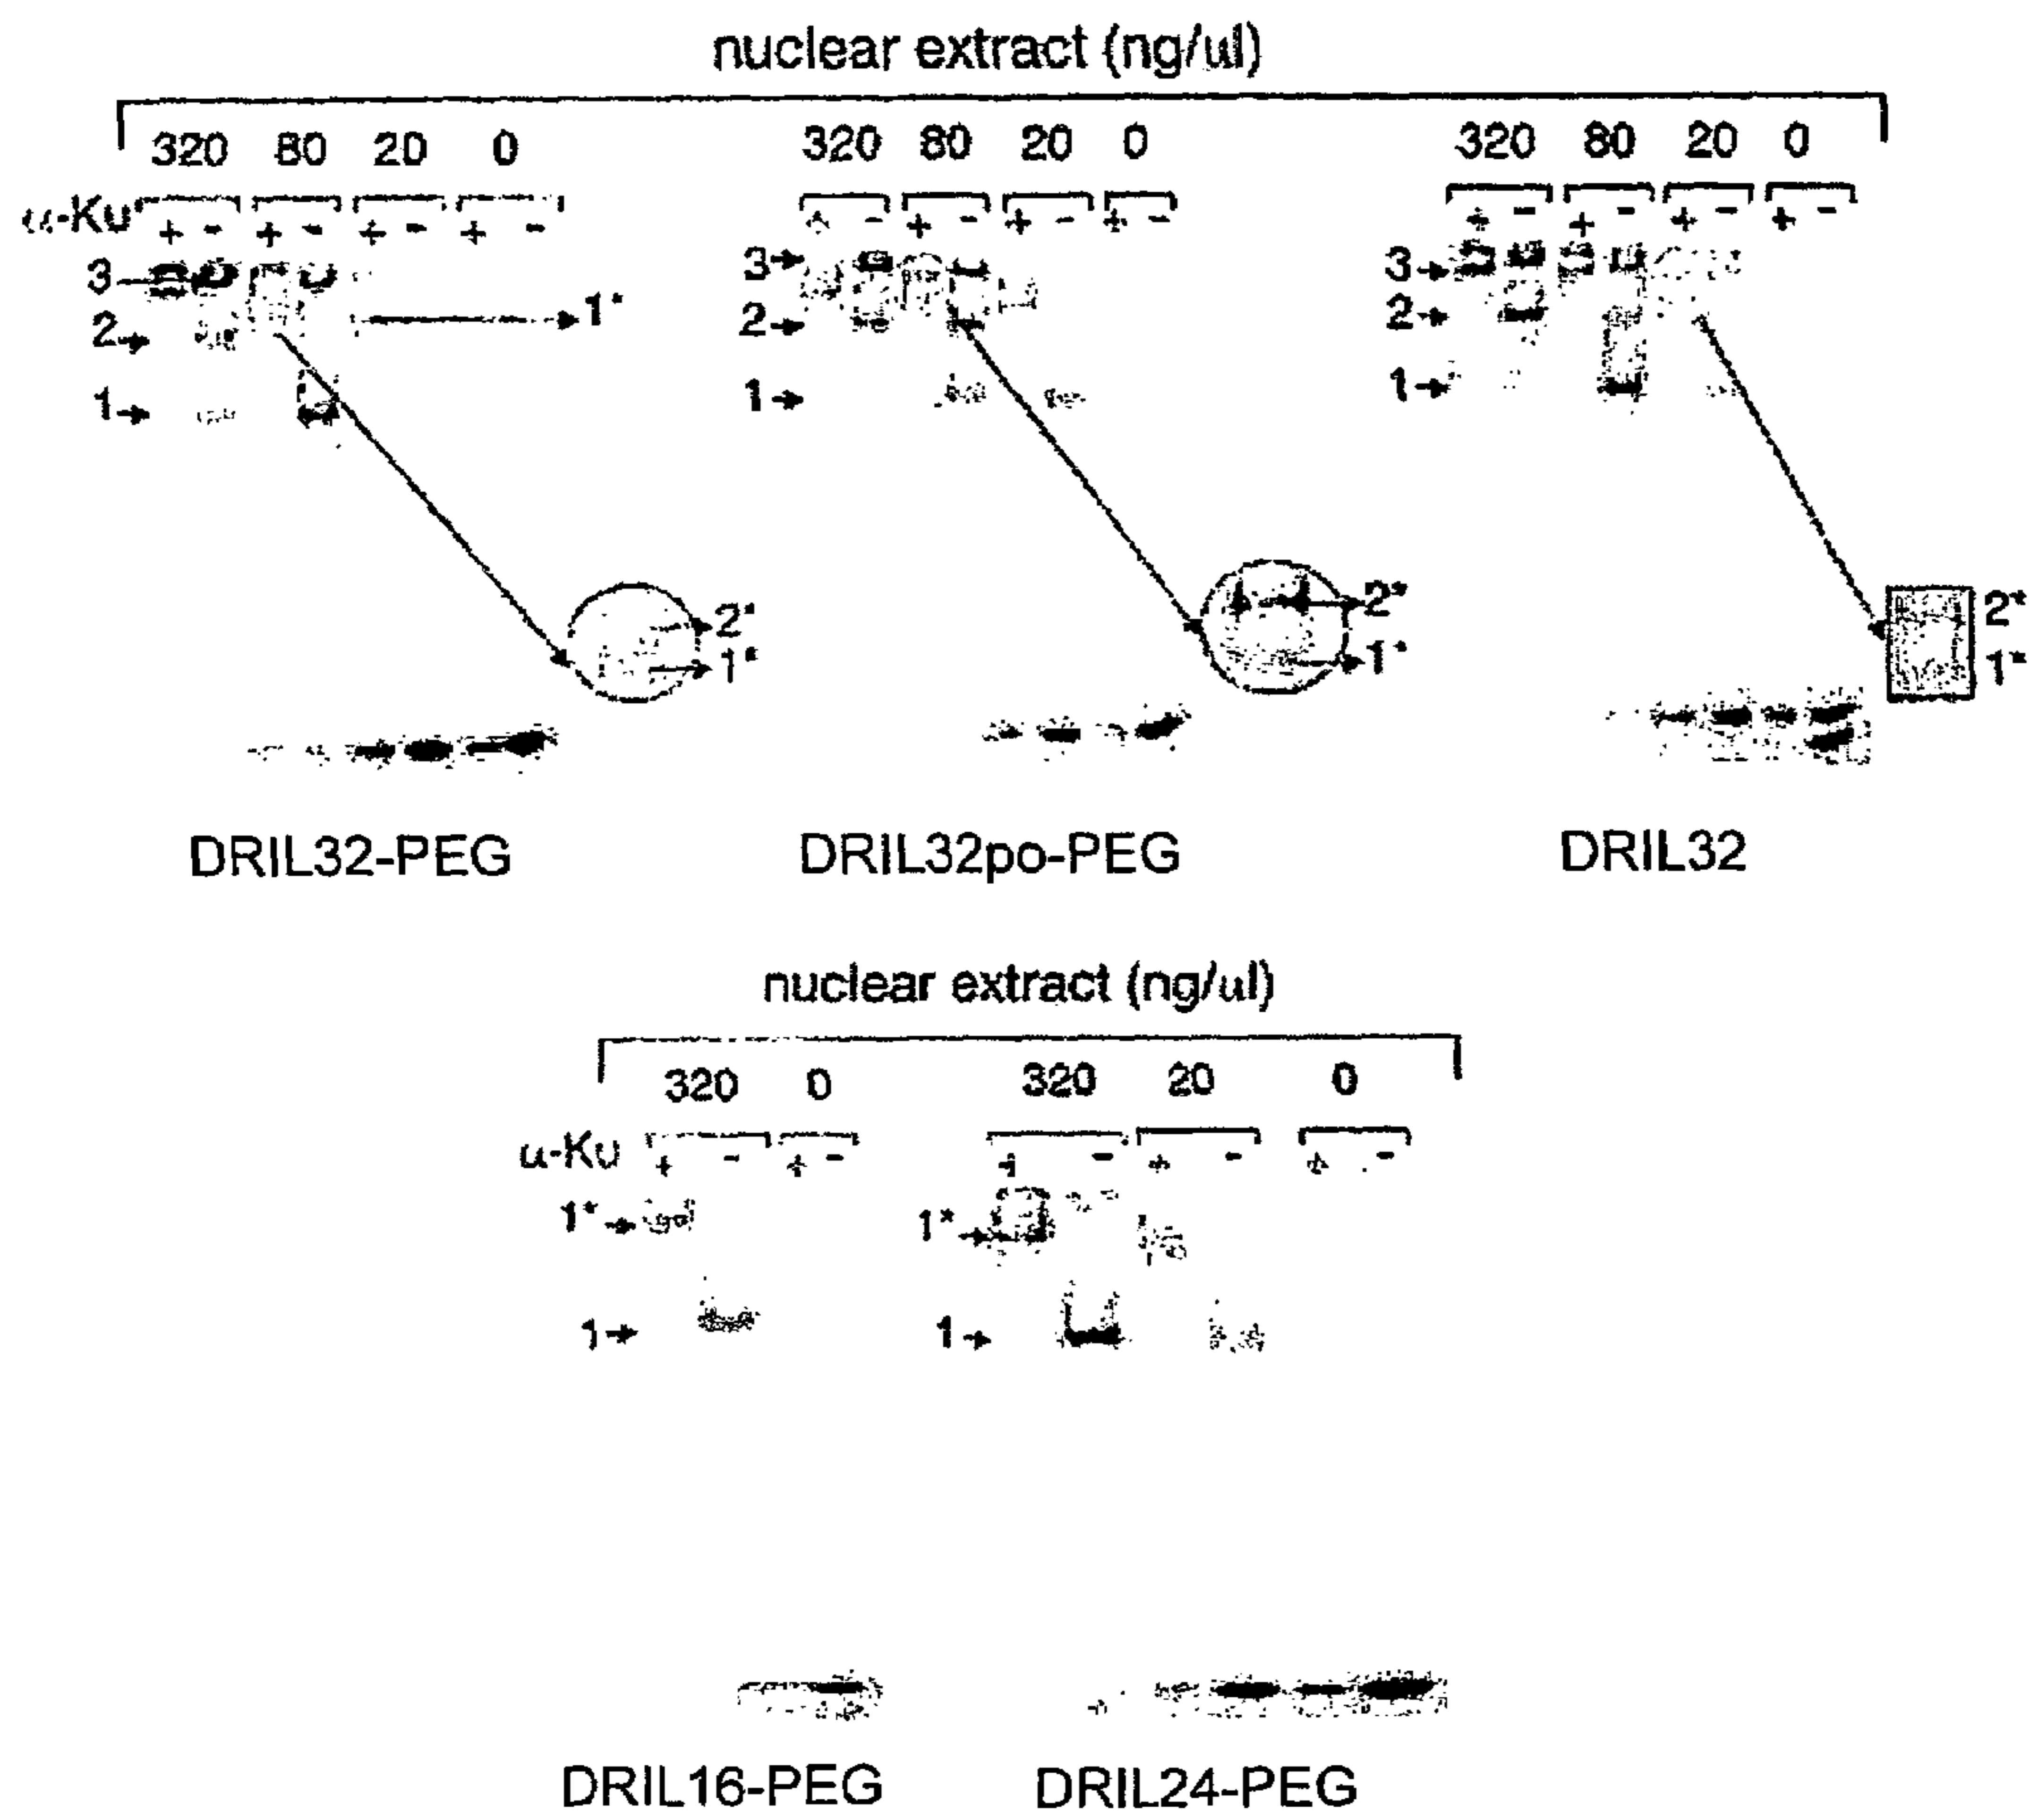 nuclear extract (ng/ul)
320 80 20 0 320 80 20 0 320 80 20 0
α-Ku + - + - + - + - + - + - + - + - + - + - + - + -
3 3 3
1*
2 2 2
1 1 1
2* 2* 2*
1* 1* 1*
DRIL32-PEG DRIL32po-PEG DRIL32
nuclear extract (ng/ul)
320 0 320 20 0
α-Ku + - + - + - + - + -
1* 1*
1 1
DRIL16-PEG DRIL24-PEG